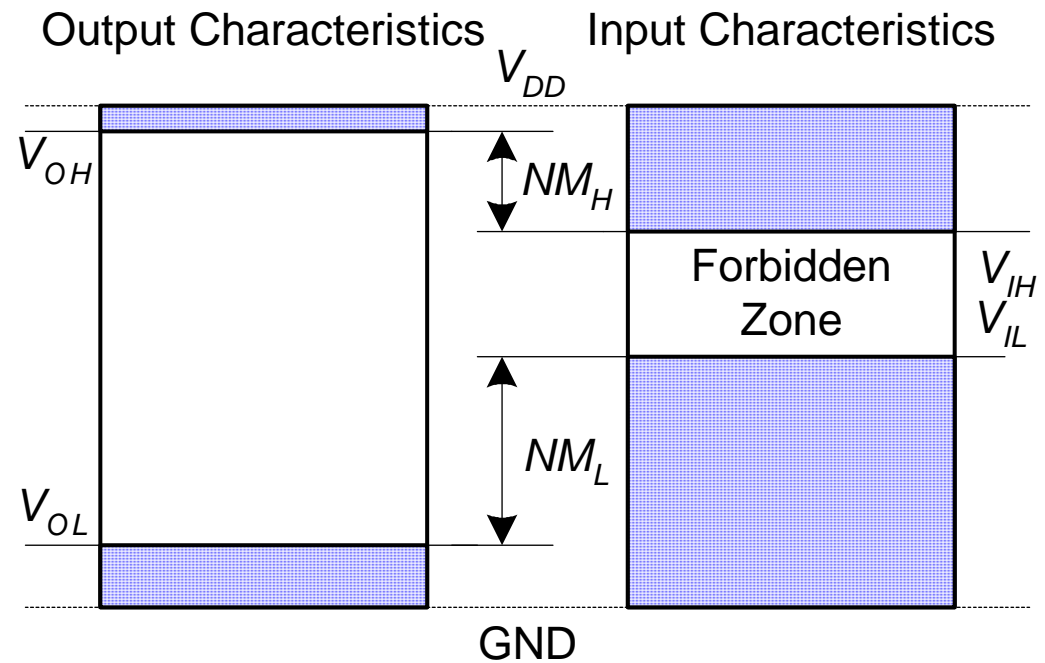 Output Characteristics
Input Characteristics
V_DD
V_OH
NM_H
Forbidden
Zone
V_IH
V_IL
NM_L
V_OL
GND